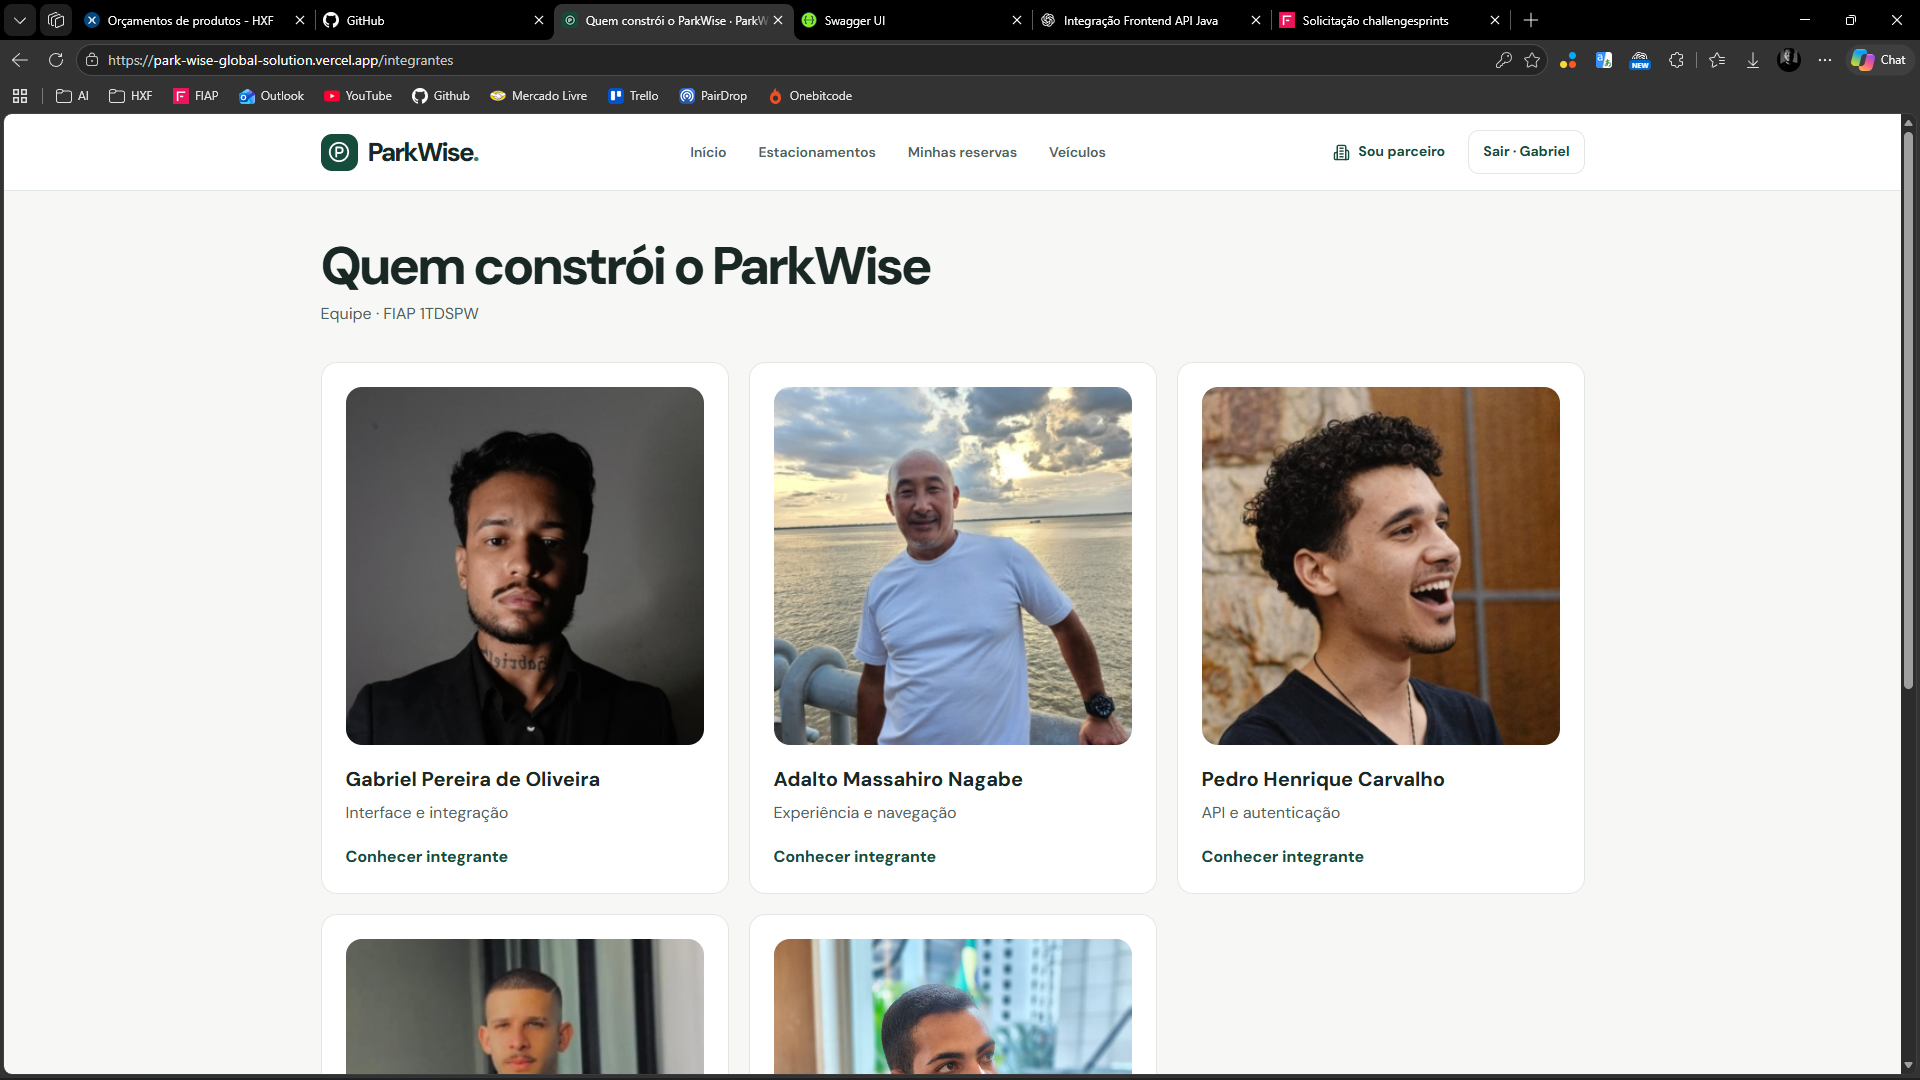 Orçamentos de produtos - HXF
GitHub
Quem constrói o ParkWise · ParkW
Swagger UI
Integração Frontend API Java
Solicitação challengesprints
https://park-wise-global-solution.vercel.app/integrantes
NEW
Chat
AI
HXF
FIAP
Outlook
YouTube
Github
Mercado Livre
Trello
PairDrop
Onebitcode
ParkWise.
Início
Estacionamentos
Minhas reservas
Veículos
Sou parceiro
Sair · Gabriel
Quem constrói o ParkWise
Equipe · FIAP 1TDSPW
Gabriel
Gabriel Pereira de Oliveira
Interface e integração
Conhecer integrante
Adalto Massahiro Nagabe
Experiência e navegação
Conhecer integrante
Pedro Henrique Carvalho
API e autenticação
Conhecer integrante